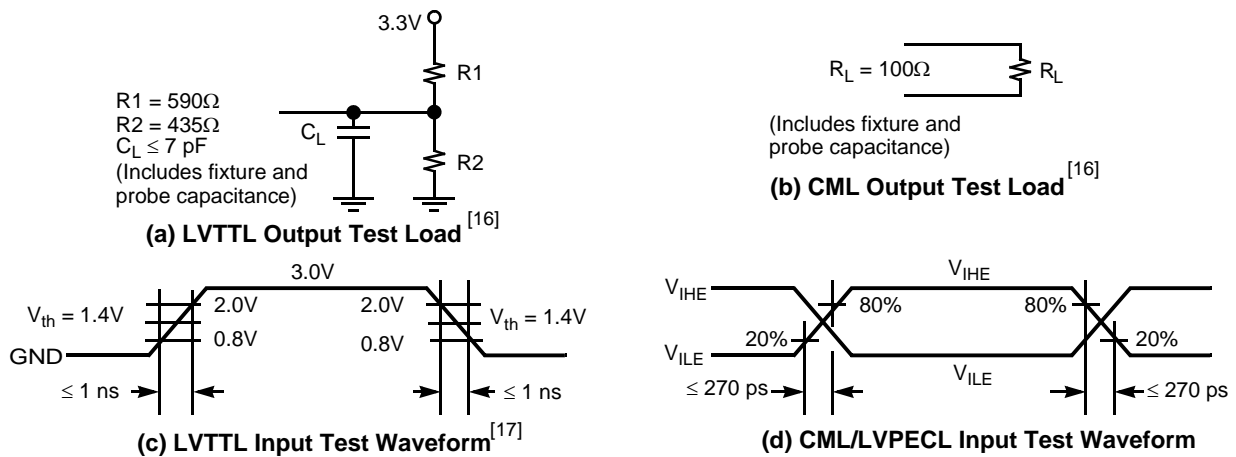 3.3V
R1
R1 = 590Ω
R2 = 435Ω
C_L ≤ 7 pF
(Includes fixture and
probe capacitance)
C_L
R2
(a) LVTTL Output Test Load [16]
R_L = 100Ω
R_L
(Includes fixture and
probe capacitance)
(b) CML Output Test Load [16]
3.0V
2.0V
2.0V
V_th = 1.4V
V_th = 1.4V
0.8V
0.8V
GND
≤ 1 ns
≤ 1 ns
(c) LVTTL Input Test Waveform [17]
V_IHE
V_IHE
80%
80%
20%
20%
V_ILE
V_ILE
≤ 270 ps
≤ 270 ps
(d) CML/LVPECL Input Test Waveform